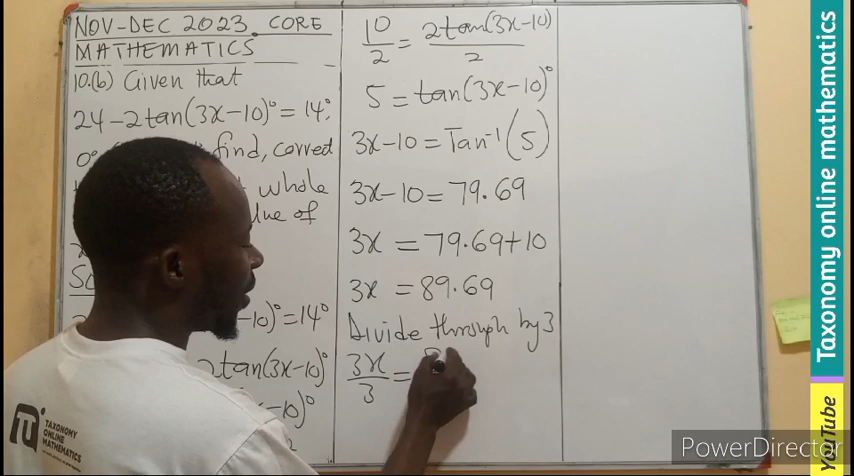 NOV-DEC 2023. CORE
MATHEMATICS
10.(b) Given that
24-2tan(3x-10)°=14°,
0° find, correct
whole
of
-10)°=14°
2tan(3x-10)°
-10)°
2
10/2 = 2tan(3x-10)/2
5 = tan(3x-10)°
3x-10 = Tan⁻¹(5)
3x-10 = 79.69
3x = 79.69+10
3x = 89.69
Divide through by 3
3x/3 =
TAXONOMY
ONLINE
MATHEMATICS
PowerDirector
YouTube Taxonomy online mathematics